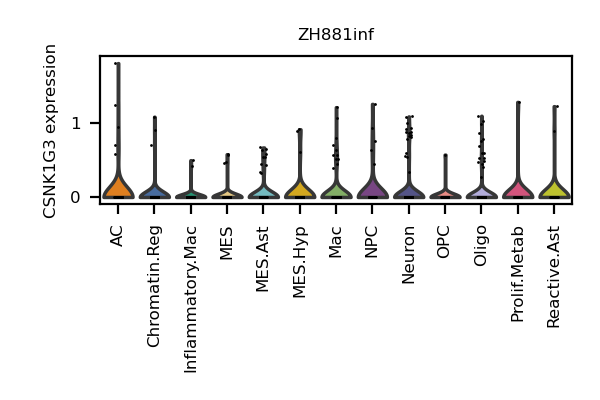 ZH881inf
CSNK1G3 expression
1
0
AC
Chromatin.Reg
Inflammatory.Mac
MES
MES.Ast
MES.Hyp
Mac
NPC
Neuron
OPC
Oligo
Prolif.Metab
Reactive.Ast